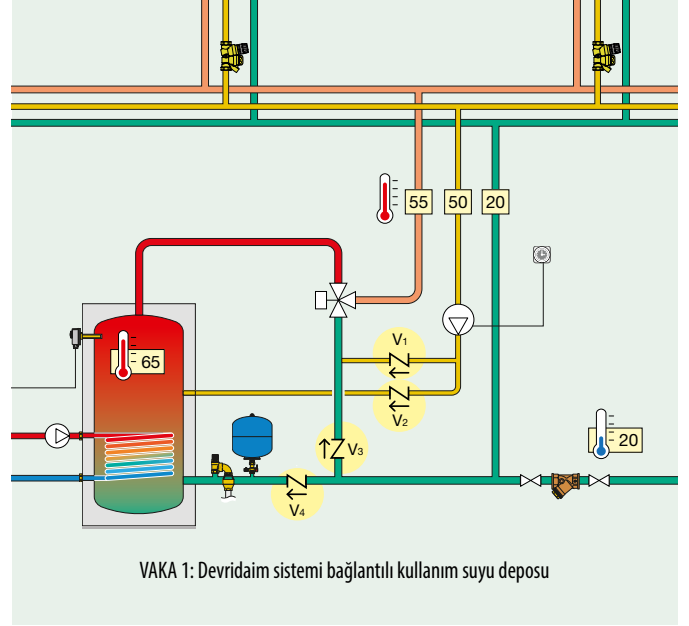 55 50 20
V₁
65
V₂
20
V₃
V₄
VAKA 1: Devridaim sistemi bağlantılı kullanım suyu deposu